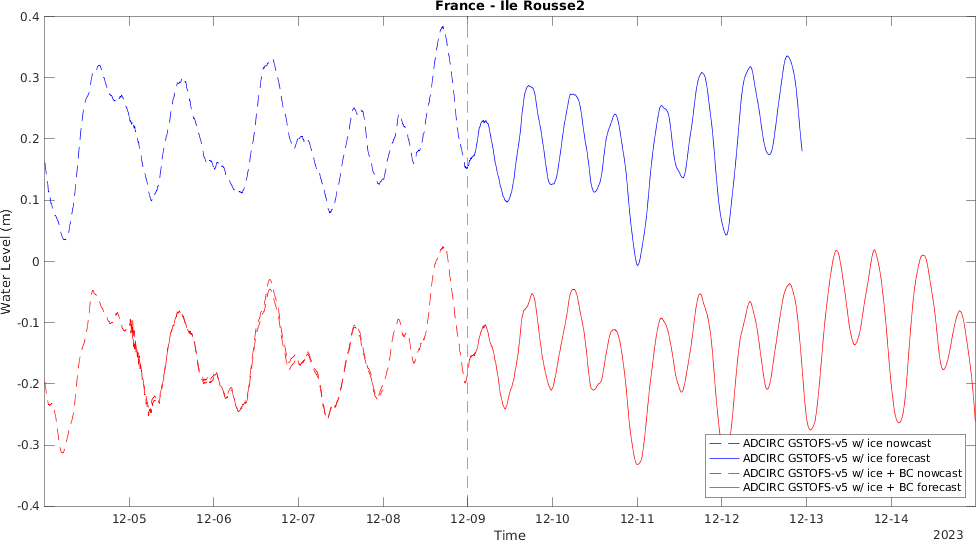 France - Ile Rousse2
Water Level (m)
0.4
0.3
0.2
0.1
0
-0.1
-0.2
-0.3
-0.4
ADCIRC GSTOFS-v5 w/ ice nowcast
ADCIRC GSTOFS-v5 w/ ice forecast
ADCIRC GSTOFS-v5 w/ ice + BC nowcast
ADCIRC GSTOFS-v5 w/ ice + BC forecast
12-05 12-06 12-07 12-08 12-09 12-10 12-11 12-12 12-13 12-14
Time
2023